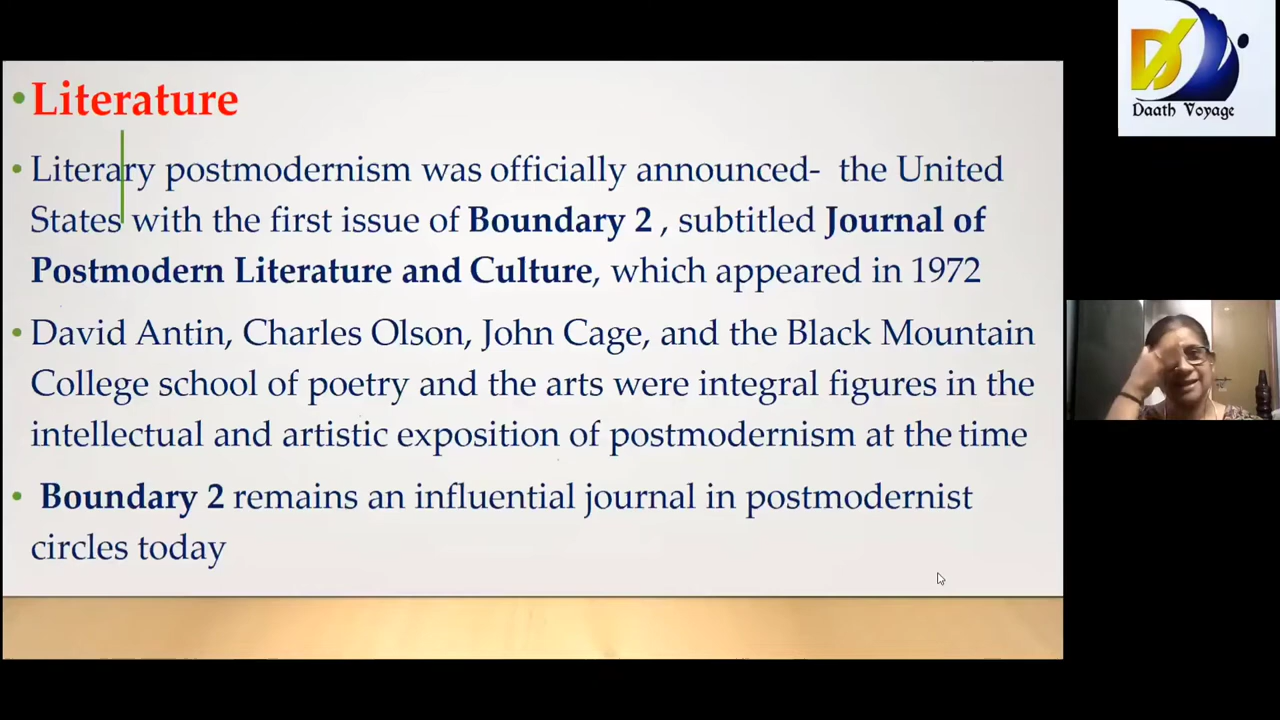 Daath Voyage
•Literature
• Literary postmodernism was officially announced- the United
States with the first issue of Boundary 2 , subtitled Journal of
Postmodern Literature and Culture, which appeared in 1972
• David Antin, Charles Olson, John Cage, and the Black Mountain
College school of poetry and the arts were integral figures in the
intellectual and artistic exposition of postmodernism at the time
• Boundary 2 remains an influential journal in postmodernist
circles today